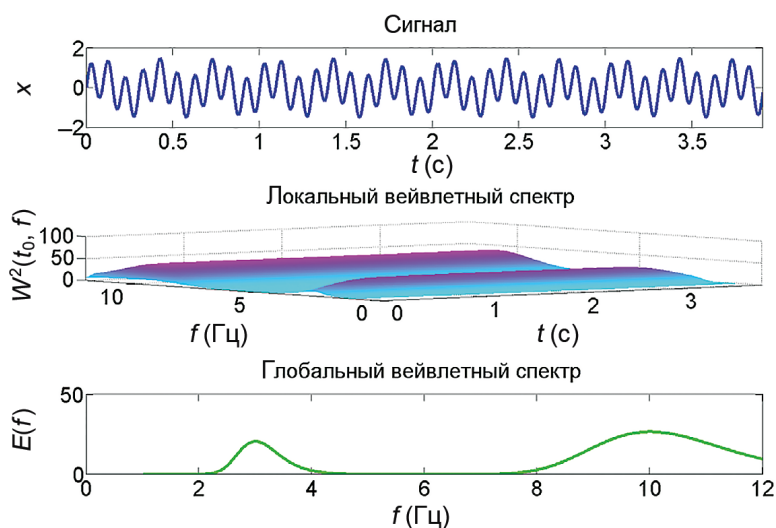 Сигнал
2
0
–2
x
0 0.5 1 1.5 2 2.5 3 3.5
t (с)
Локальный вейвлетный спектр
W²(t₀, f)
100
50
0
10 5 0
0 1 2 3
f (Гц)
t (с)
Глобальный вейвлетный спектр
E(f)
50
0
0 2 4 6 8 10 12
f (Гц)